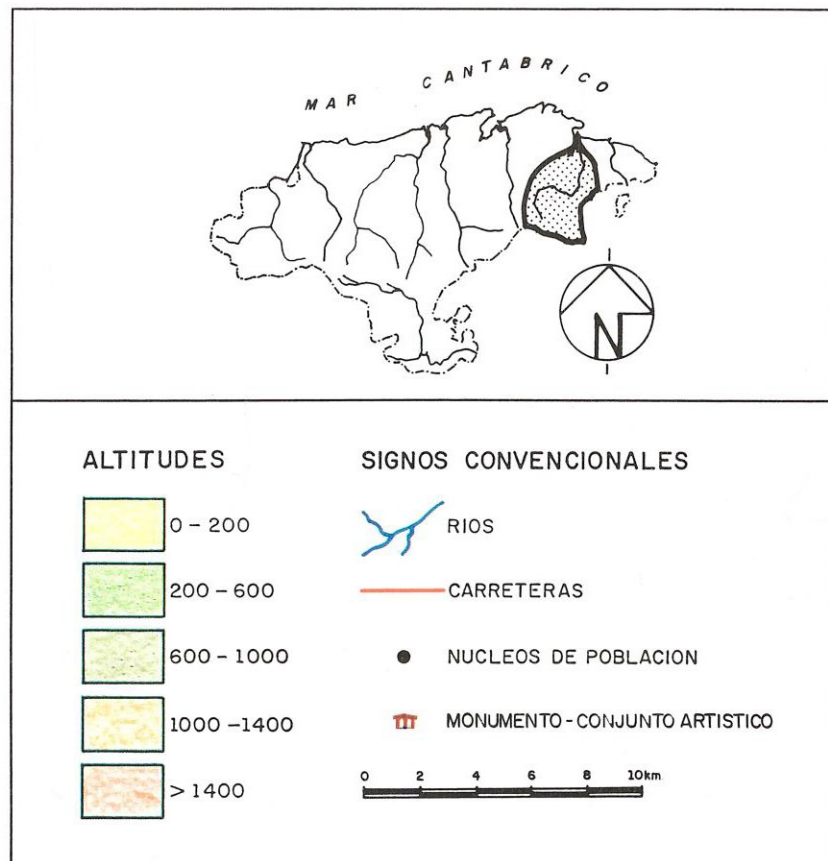 MAR CANTABRICO
N
ALTITUDES
0 - 200
200 - 600
600 - 1000
1000 - 1400
> 1400
SIGNOS CONVENCIONALES
RIOS
CARRETERAS
NUCLEOS DE POBLACION
MONUMENTO - CONJUNTO ARTISTICO
0 2 4 6 8 10km